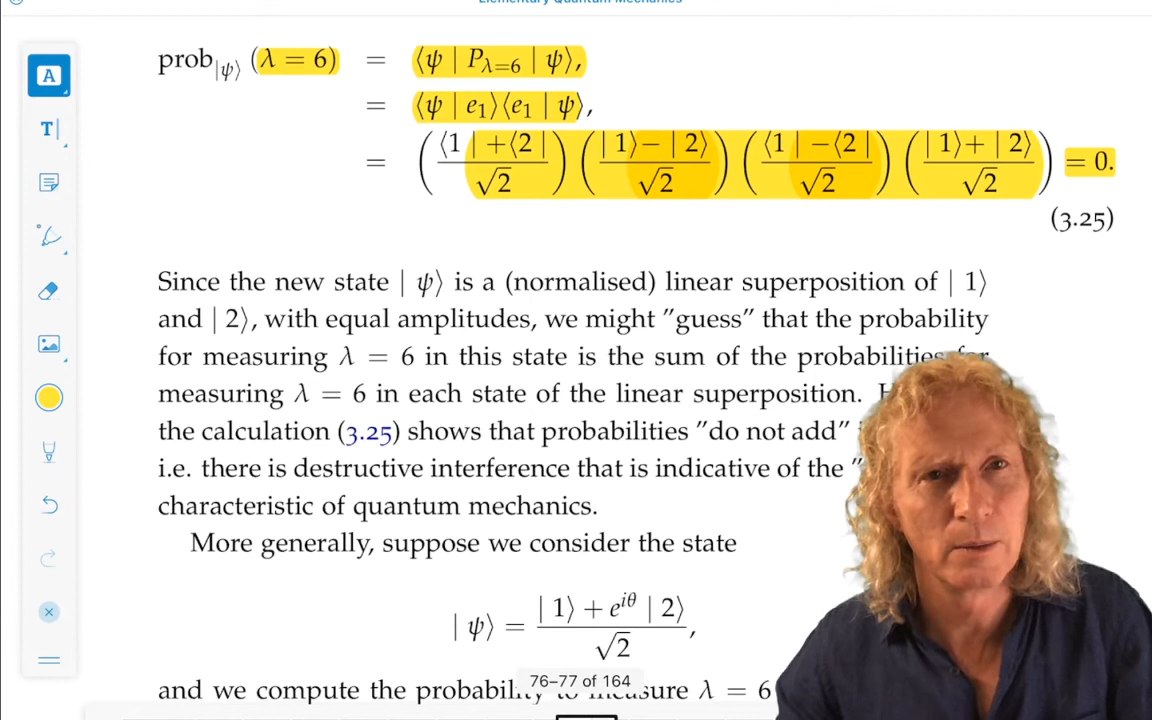 Elementary Quantum Mechanics
prob|ψ⟩ (λ = 6) = ⟨ψ | Pλ=6 | ψ⟩,
= ⟨ψ | e₁⟩⟨e₁ | ψ⟩,
= ( (⟨1 | +⟨2 |)/√2 ) ( (| 1⟩− | 2⟩)/√2 ) ( (⟨1 | −⟨2 |)/√2 ) ( (| 1⟩+ | 2⟩)/√2 ) = 0.
(3.25)
Since the new state | ψ⟩ is a (normalised) linear superposition of | 1⟩
and | 2⟩, with equal amplitudes, we might "guess" that the probability
for measuring λ = 6 in this state is the sum of the probabilities for
measuring λ = 6 in each state of the linear superposition.
the calculation (3.25) shows that probabilities "do not add"
i.e. there is destructive interference that is indicative of the "
characteristic of quantum mechanics.
More generally, suppose we consider the state
| ψ⟩ = (| 1⟩ + e^{iθ} | 2⟩)/√2,
76–77 of 164
and we compute the probability to measure λ = 6
A
T